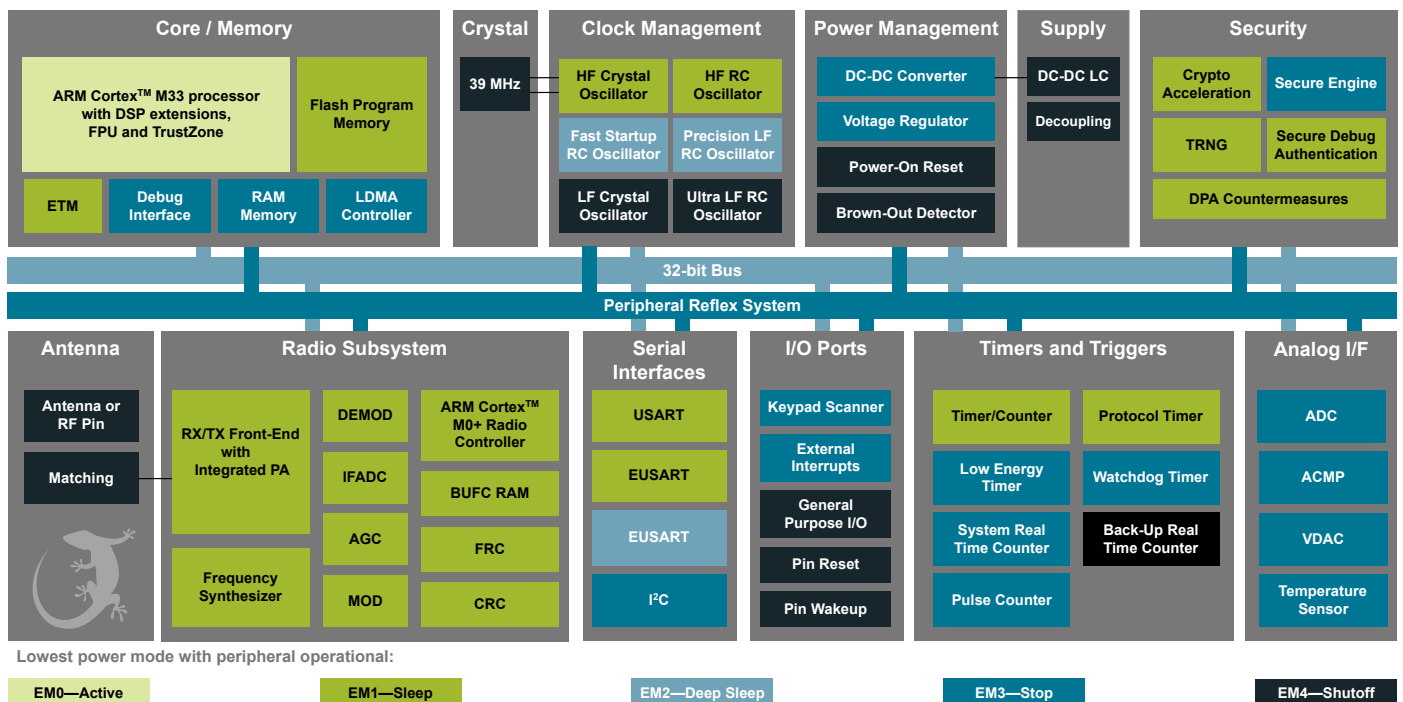 Core / Memory
ARM Cortex™ M33 processor
with DSP extensions,
FPU and TrustZone
Flash Program
Memory
ETM
Debug
Interface
RAM
Memory
LDMA
Controller
Crystal
39 MHz
Clock Management
HF Crystal
Oscillator
HF RC
Oscillator
Fast Startup
RC Oscillator
Precision LF
RC Oscillator
LF Crystal
Oscillator
Ultra LF RC
Oscillator
Power Management
DC-DC Converter
Voltage Regulator
Power-On Reset
Brown-Out Detector
Supply
DC-DC LC
Decoupling
Security
Crypto
Acceleration
Secure Engine
TRNG
Secure Debug
Authentication
DPA Countermeasures
32-bit Bus
Peripheral Reflex System
Antenna
Antenna or
RF Pin
Matching
Radio Subsystem
RX/TX Front-End
with
Integrated PA
Frequency
Synthesizer
DEMOD
IFADC
AGC
MOD
ARM Cortex™
M0+ Radio
Controller
BUFC RAM
FRC
CRC
Serial
Interfaces
USART
EUSART
EUSART
I²C
I/O Ports
Keypad Scanner
External
Interrupts
General
Purpose I/O
Pin Reset
Pin Wakeup
Timers and Triggers
Timer/Counter
Protocol Timer
Low Energy
Timer
Watchdog Timer
System Real
Time Counter
Back-Up Real
Time Counter
Pulse Counter
Analog I/F
ADC
ACMP
VDAC
Temperature
Sensor
Lowest power mode with peripheral operational:
EM0—Active
EM1—Sleep
EM2—Deep Sleep
EM3—Stop
EM4—Shutoff